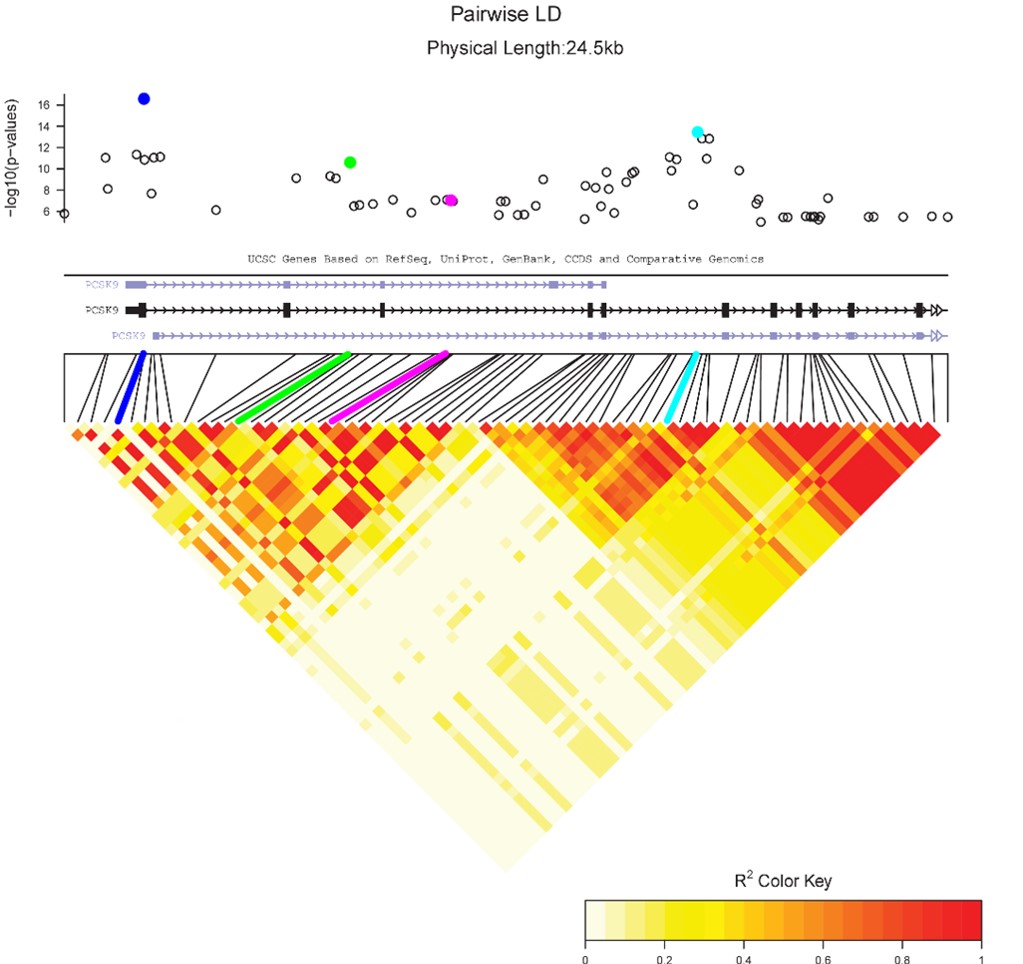 Pairwise LD
Physical Length:24.5kb
−log10(p-values)
16
14
12
10
8
6
UCSC Genes Based on RefSeq, UniProt, GenBank, CCDS and Comparative Genomics
PCSK9
PCSK9
PCSK9
R² Color Key
0 0.2 0.4 0.6 0.8 1